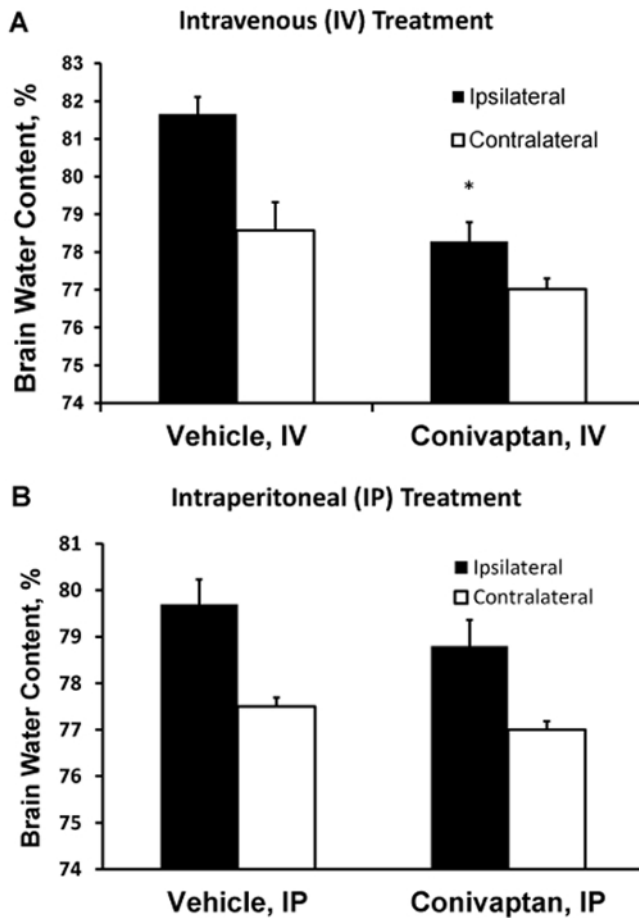 A
Intravenous (IV) Treatment
Brain Water Content, %
83
82
81
80
79
78
77
76
75
74
Ipsilateral
Contralateral
*
Vehicle, IV
Conivaptan, IV
B
Intraperitoneal (IP) Treatment
Brain Water Content, %
81
80
79
78
77
76
75
74
Ipsilateral
Contralateral
Vehicle, IP
Conivaptan, IP